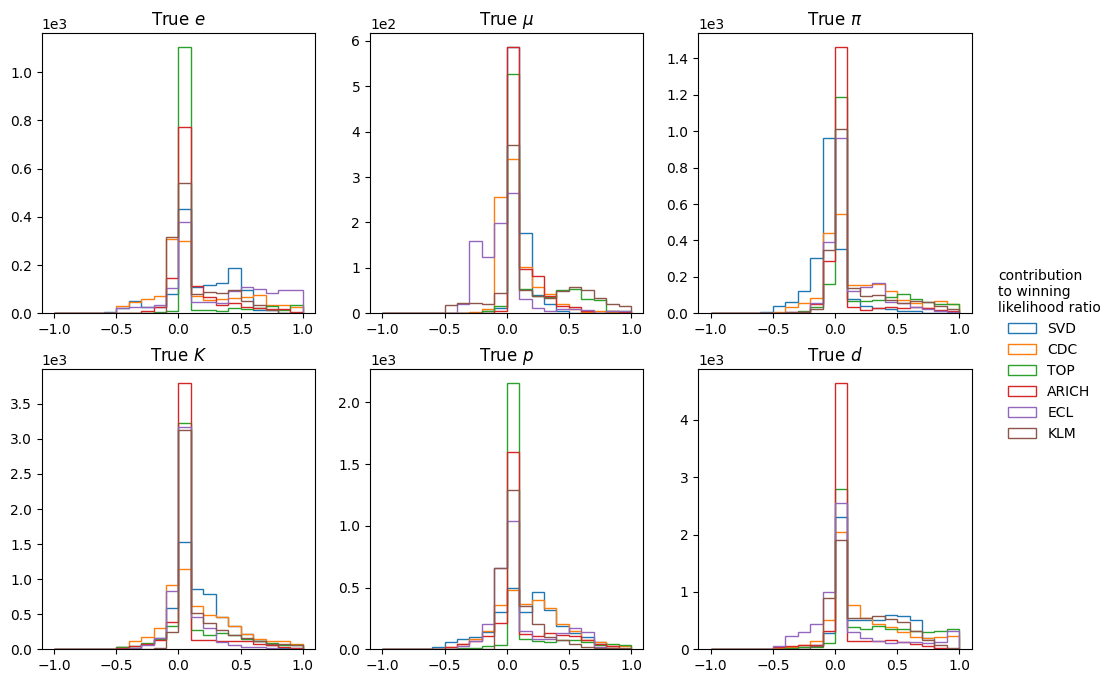 True e
True μ
True π
1e3
1e2
1e3
1.0
0.8
0.6
0.4
0.2
0.0
6
5
4
3
2
1
0
1.4
1.2
1.0
0.8
0.6
0.4
0.2
0.0
−1.0 −0.5 0.0 0.5 1.0
−1.0 −0.5 0.0 0.5 1.0
−1.0 −0.5 0.0 0.5 1.0
contribution
to winning
likelihood ratio
SVD
CDC
TOP
ARICH
ECL
KLM
True K
True p
True d
1e3
1e3
1e3
3.5
3.0
2.5
2.0
1.5
1.0
0.5
0.0
2.0
1.5
1.0
0.5
0.0
4
3
2
1
0
−1.0 −0.5 0.0 0.5 1.0
−1.0 −0.5 0.0 0.5 1.0
−1.0 −0.5 0.0 0.5 1.0